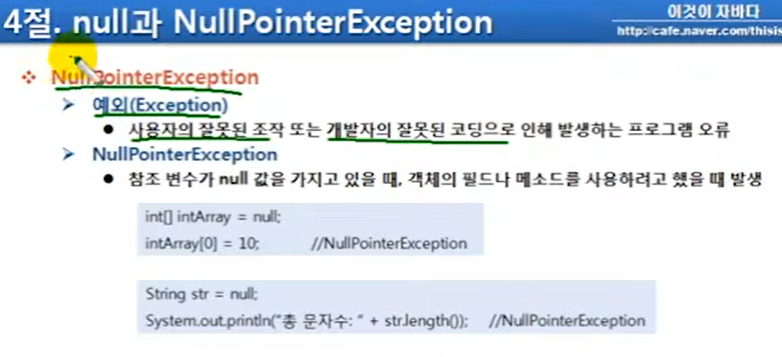 4절. null과 NullPointerException
이것이 자바다
http://cafe.naver.com/thisis
NullPointerException
예외(Exception)
사용자의 잘못된 조작 또는 개발자의 잘못된 코딩으로 인해 발생하는 프로그램 오류
NullPointerException
참조 변수가 null 값을 가지고 있을 때, 객체의 필드나 메소드를 사용하려고 했을 때 발생
int[] intArray = null;
intArray[0] = 10; //NullPointerException
String str = null;
System.out.println("총 문자수: " + str.length()); //NullPointerException